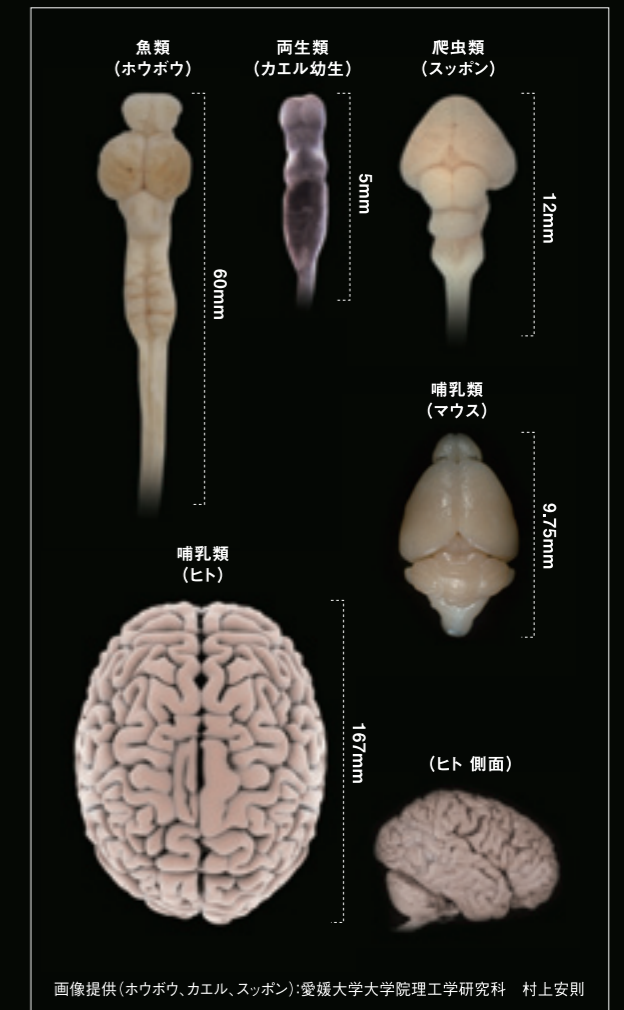 魚類
（ホウボウ）
60mm
両生類
（カエル幼生）
5mm
爬虫類
（スッポン）
12mm
哺乳類
（マウス）
9.75mm
哺乳類
（ヒト）
167mm
（ヒト 側面）
画像提供（ホウボウ、カエル、スッポン）：愛媛大学大学院理工学研究科　村上安則